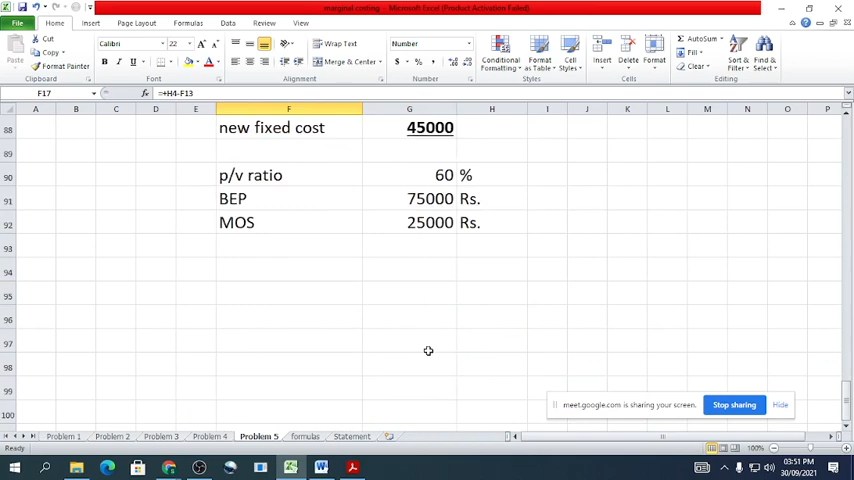 marginal costing - Microsoft Excel (Product Activation Failed)
File Home Insert Page Layout Formulas Data Review View
Cut
Copy
Format Painter
Paste
Clipboard
Calibri 22
B I U
Font
Wrap Text
Merge & Center
Alignment
Number
% ,
Number
Conditional Formatting
Format as Table
Cell Styles
Styles
Insert Delete Format
Cells
AutoSum
Fill
Clear
Sort & Filter
Find & Select
Editing
F17 fx =+H4-F13
A B C D E F G H I J K L M N O P
88 new fixed cost 45000
89
90 p/v ratio 60 %
91 BEP 75000 Rs.
92 MOS 25000 Rs.
93
94
95
96
97
98
99
100
meet.google.com is sharing your screen. Stop sharing Hide
Problem 1 Problem 2 Problem 3 Problem 4 Problem 5 formulas Statement
Ready 100%
03:51 PM
30/09/2021